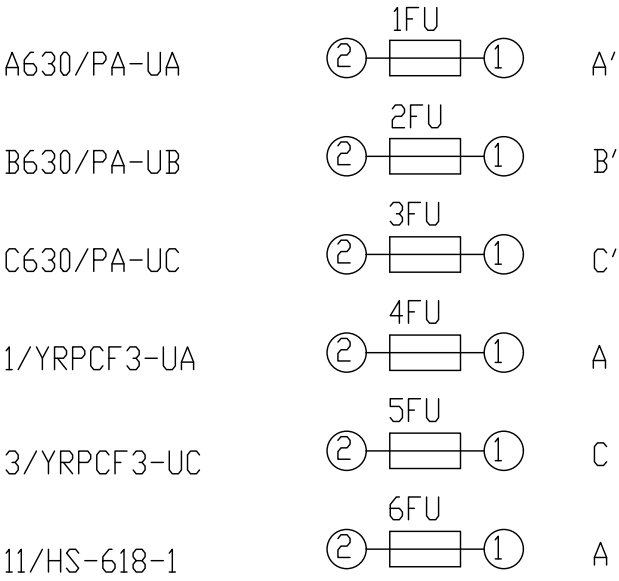 1FU
A630/PA-UA 2 1 A'
2FU
B630/PA-UB 2 1 B'
3FU
C630/PA-UC 2 1 C'
4FU
1/YRPCF3-UA 2 1 A
5FU
3/YRPCF3-UC 2 1 C
6FU
11/HS-618-1 2 1 A